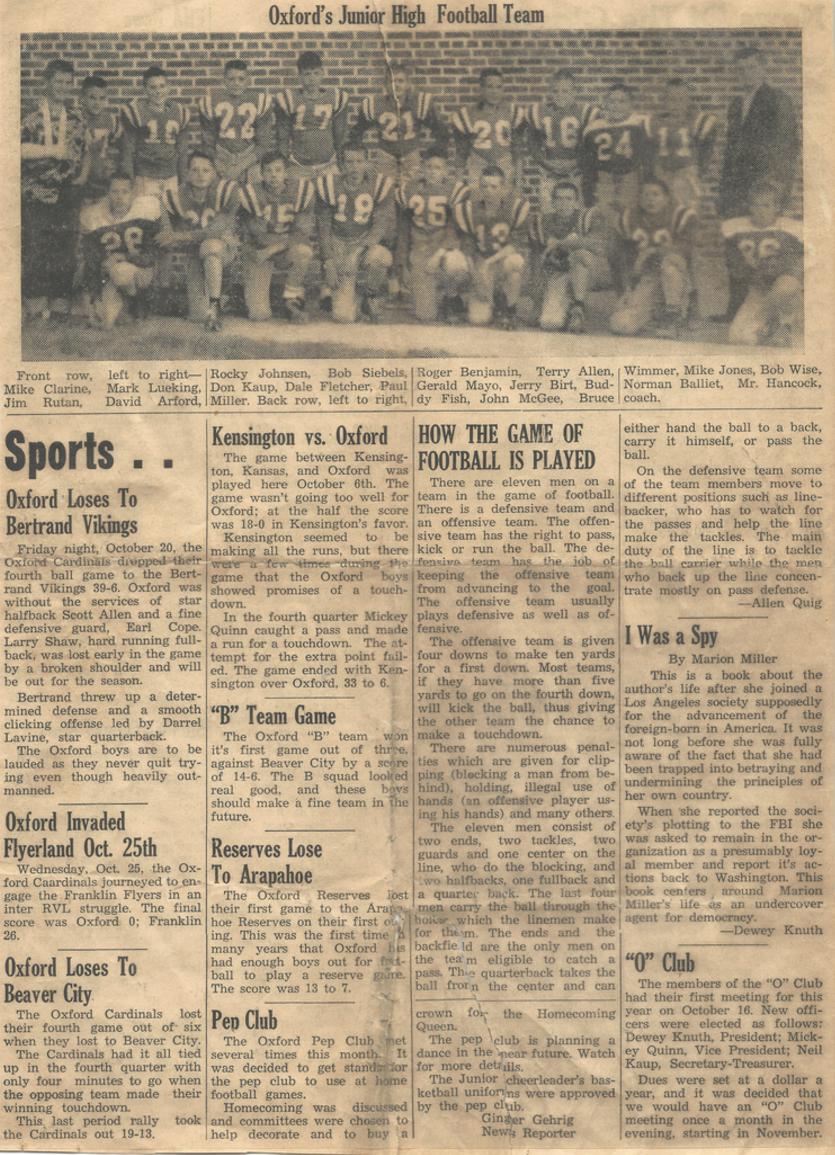 Oxford's Junior High Football Team
7
10
22
17
21
20
16
24
11
26
20
15
19
25
13
22
Front row, left to right—
Mike Clarine, Mark Lueking,
Jim Rutan, David Arford,
Rocky Johnsen, Bob Siebels,
Don Kaup, Dale Fletcher, Paul
Miller. Back row, left to right,
Roger Benjamin, Terry Allen,
Gerald Mayo, Jerry Birt, Bud-
dy Fish, John McGee, Bruce
Wimmer, Mike Jones, Bob Wise,
Norman Balliet, Mr. Hancock,
coach.
Sports . .
Oxford Loses To
Bertrand Vikings
Friday night, October 20, the
Oxford Cardinals dropped their
fourth ball game to the Bert-
rand Vikings 39-6. Oxford was
without the services of star
halfback Scott Allen and a fine
defensive guard, Earl Cope.
Larry Shaw, hard running full-
back, was lost early in the game
by a broken shoulder and will
be out for the season.
Bertrand threw up a deter-
mined defense and a smooth
clicking offense led by Darrel
Lavine, star quarterback.
The Oxford boys are to be
lauded as they never quit try-
ing even though heavily out-
manned.
Oxford Invaded
Flyerland Oct. 25th
Wednesday, Oct. 25, the Ox-
ford Caardinals journeyed to en-
gage the Franklin Flyers in an
inter RVL struggle. The final
score was Oxford 0; Franklin
26.
Oxford Loses To
Beaver City
The Oxford Cardinals lost
their fourth game out of six
when they lost to Beaver City.
The Cardinals had it all tied
up in the fourth quarter with
only four minutes to go when
the opposing team made their
winning touchdown.
This last period rally took
the Cardinals out 19-13.
Kensington vs. Oxford
The game between Kensing-
ton, Kansas, and Oxford was
played here October 6th. The
game wasn't going too well for
Oxford; at the half the score
was 18-0 in Kensington's favor.
Kensington seemed to be
making all the runs, but there
were a few times during the
game that the Oxford boys
showed promises of a touch-
down.
In the fourth quarter Mickey
Quinn caught a pass and made
a run for a touchdown. The at-
tempt for the extra point fail-
ed. The game ended with Ken-
sington over Oxford, 33 to 6.
"B" Team Game
The Oxford "B" team won
it's first game out of three,
against Beaver City by a score
of 14-6. The B squad looked
real good, and these boys
should make a fine team in the
future.
Reserves Lose
To Arapahoe
The Oxford Reserves lost
their first game to the Arapa-
hoe Reserves on their first out-
ing. This was the first time in
many years that Oxford has
had enough boys out for foot-
ball to play a reserve game.
The score was 13 to 7.
Pep Club
The Oxford Pep Club met
several times this month. It
was decided to get stands for
the pep club to use at home
football games.
Homecoming was discussed
and committees were chosen to
help decorate and to buy a
HOW THE GAME OF
FOOTBALL IS PLAYED
There are eleven men on a
team in the game of football.
There is a defensive team and
an offensive team. The offen-
sive team has the right to pass,
kick or run the ball. The de-
fensive team has the job of
keeping the offensive team
from advancing to the goal.
The offensive team usually
plays defensive as well as of-
fensive.
The offensive team is given
four downs to make ten yards
for a first down. Most teams,
if they have more than five
yards to go on the fourth down,
will kick the ball, thus giving
the other team the chance to
make a touchdown.
There are numerous penal-
ties which are given for clip-
ping (blocking a man from be-
hind), holding, illegal use of
hands (an offensive player us-
ing his hands) and many others.
The eleven men consist of
two ends, two tackles, two
guards and one center on the
line, who do the blocking, and
two halfbacks, one fullback and
a quarter back. The last four
men carry the ball through the
holes which the linemen make
for them. The ends and the
backfield are the only men on
the team eligible to catch a
pass. The quarterback takes the
ball from the center and can
crown for the Homecoming
Queen.
The pep club is planning a
dance in the near future. Watch
for more details.
The Junior cheerleader's bas-
ketball uniforms were approved
by the pep club.
Ginger Gehrig
News Reporter
either hand the ball to a back,
carry it himself, or pass the
ball.
On the defensive team some
of the team members move to
different positions such as line-
backer, who has to watch for
the passes and help the line
make the tackles. The main
duty of the line is to tackle
the ball carrier while the men
who back up the line concen-
trate mostly on pass defense.
—Allen Quig
I Was a Spy
By Marion Miller
This is a book about the
author's life after she joined a
Los Angeles society supposedly
for the advancement of the
foreign-born in America. It was
not long before she was fully
aware of the fact that she had
been trapped into betraying and
undermining the principles of
her own country.
When she reported the soci-
ety's plotting to the FBI she
was asked to remain in the or-
ganization as a presumably loy-
al member and report it's ac-
tions back to Washington. This
book centers around Marion
Miller's life as an undercover
agent for democracy.
—Dewey Knuth
"O" Club
The members of the "O" Club
had their first meeting for this
year on October 16. New offi-
cers were elected as follows:
Dewey Knuth, President; Mick-
ey Quinn, Vice President; Neil
Kaup, Secretary-Treasurer.
Dues were set at a dollar a
year, and it was decided that
we would have an "O" Club
meeting once a month in the
evening, starting in November.